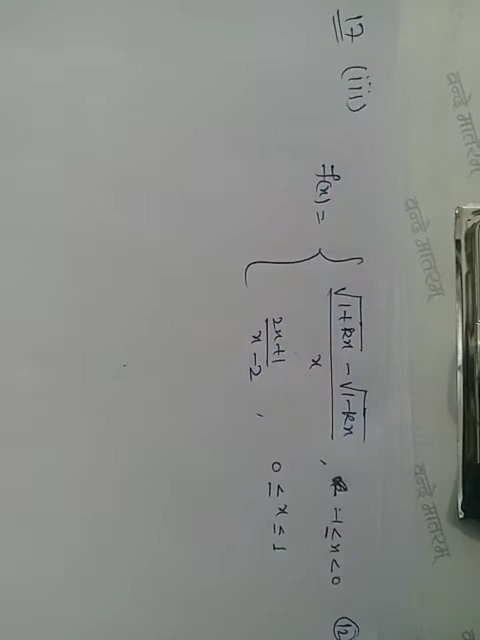 17 (iii)
f(x) = { (√1+kx - √1-kx) / x , -1 ≤ x < 0
(2x+1) / (x-2) , 0 ≤ x ≤ 1
(12)
वन्दे मातरम्
वन्दे मातरम्
वन्दे मातरम्